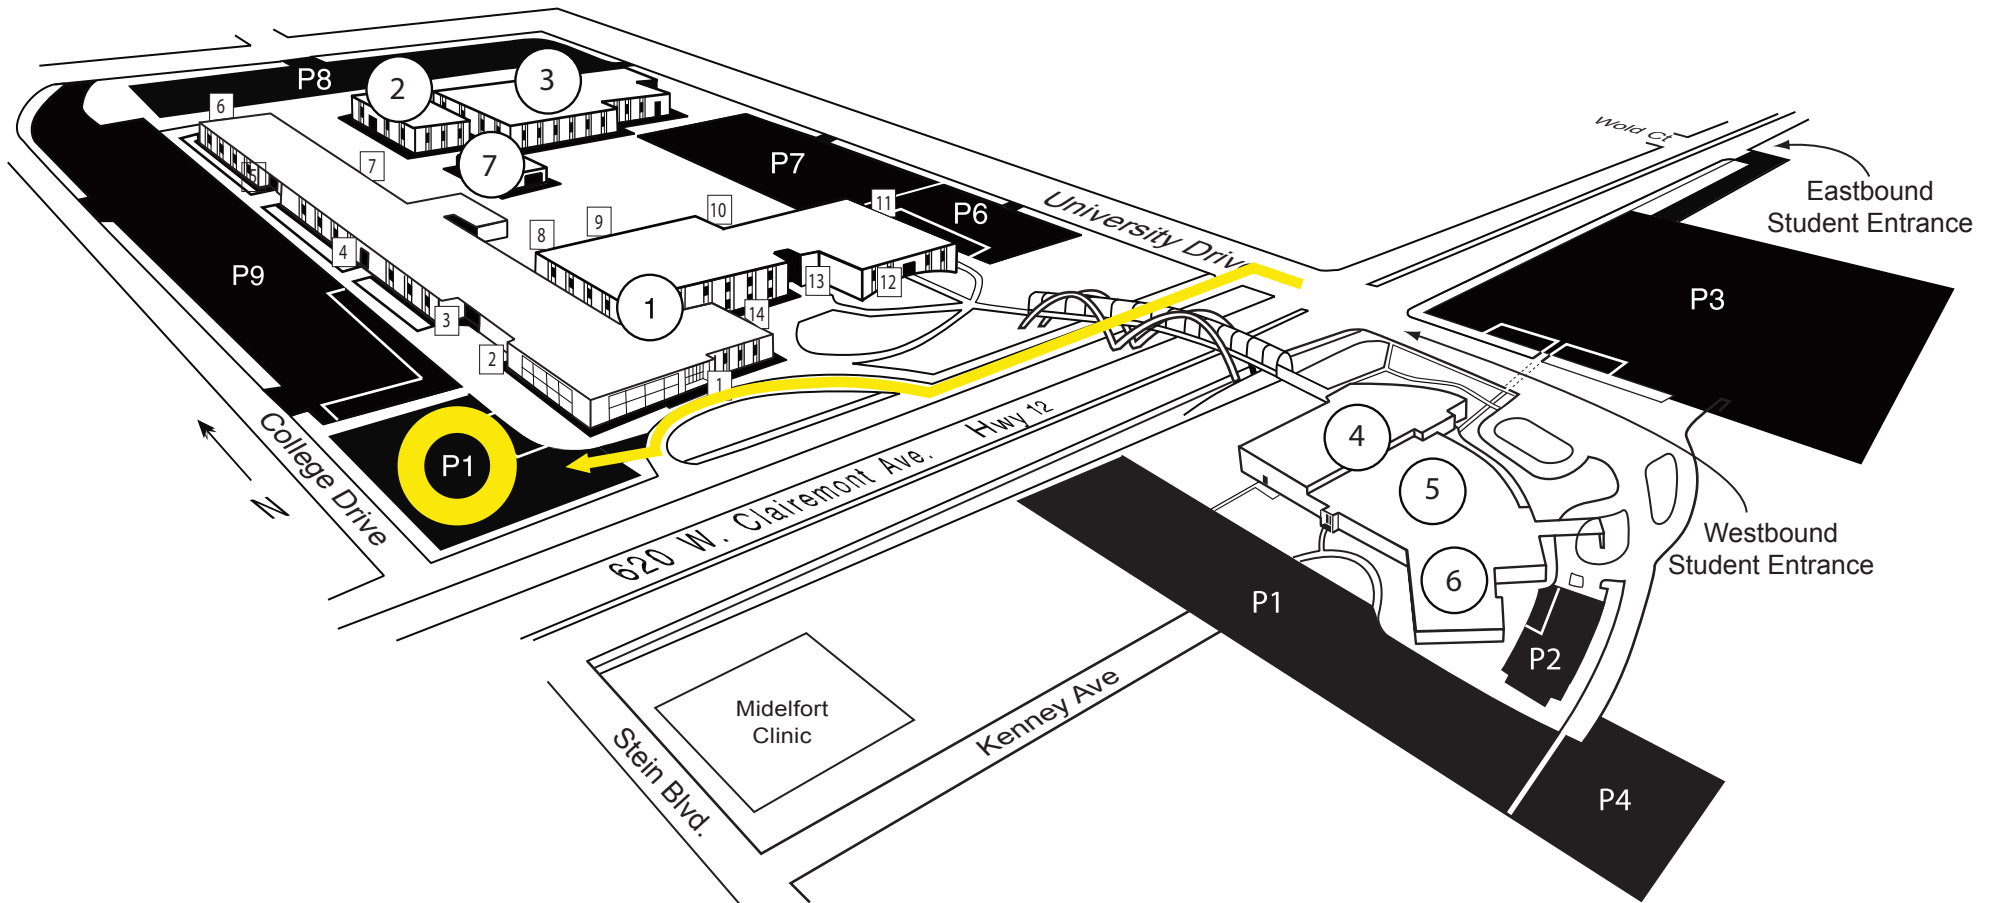 P8
2
3
6
5
7
7
P7
Wold Ct
Eastbound
Student Entrance
University Drive
P6
11
10
9
8
4
P9
13
12
14
1
3
2
1
P3
College Drive
N
P1
620 W. Clairemont Ave.
Hwy 12
4
5
6
Westbound
Student Entrance
P1
P2
P4
Midelfort
Clinic
Kenney Ave
Stein Blvd.